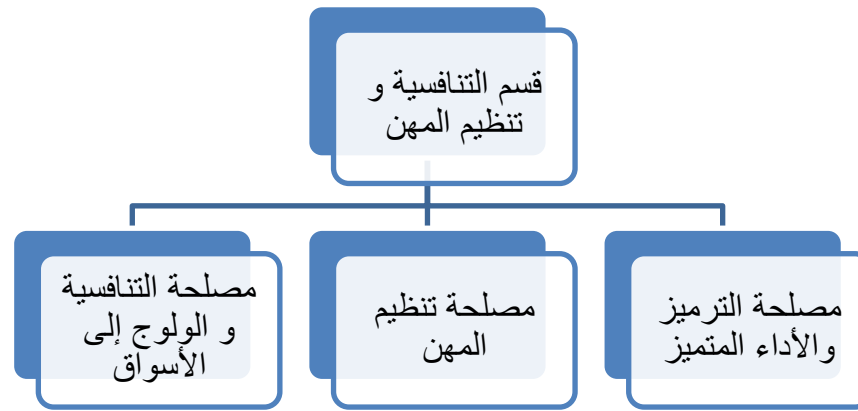 قسم التنافسية و
تنظيم المهن
مصلحة الترميز
والأداء المتميز
مصلحة تنظيم
المهن
مصلحة التنافسية
و الولوج إلى
الأسواق